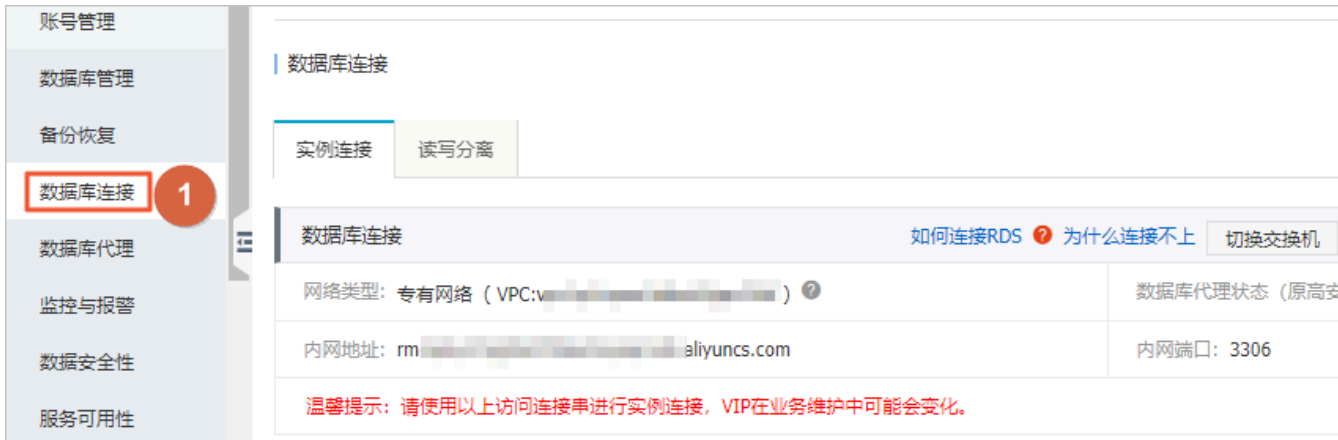 账号管理
数据库管理
备份恢复
数据库连接
1
数据库代理
监控与报警
数据安全性
服务可用性
数据库连接
实例连接 读写分离
数据库连接 如何连接RDS ? 为什么连接不上 切换交换机
网络类型: 专有网络 ( VPC:v ) ? 数据库代理状态（原高安
内网地址: rm aliyuncs.com 内网端口: 3306
温馨提示: 请使用以上访问连接串进行实例连接, VIP在业务维护中可能会变化。